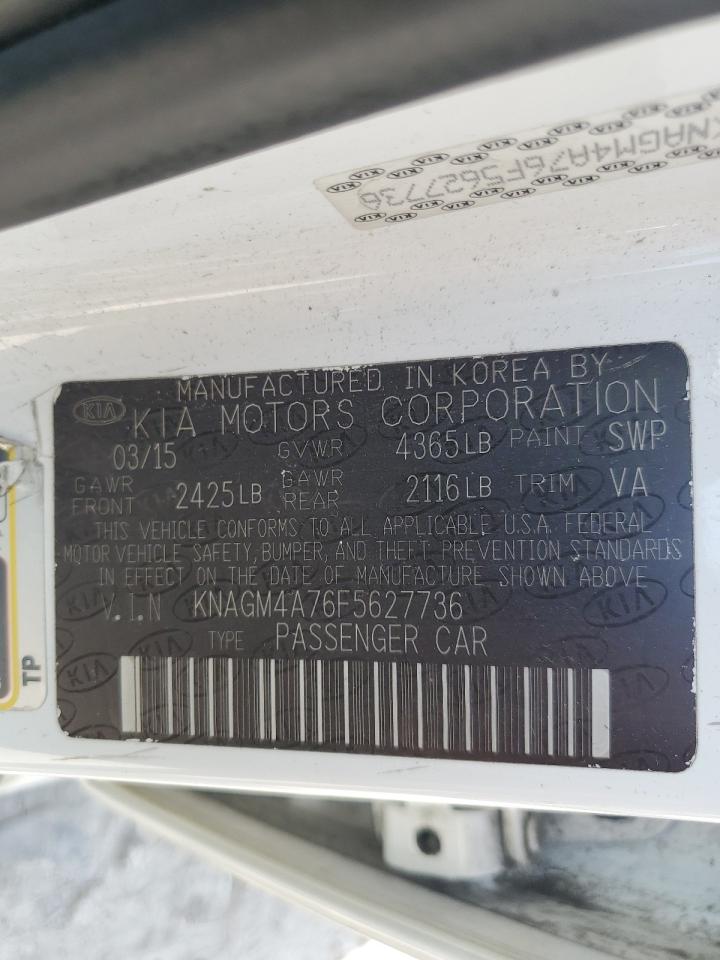 KNAGM4A76F5627736
MANUFACTURED IN KOREA BY
KIA KIA MOTORS CORPORATION
03/15 GVWR 4365LB PAINT SWP
GAWR FRONT 2425LB GAWR REAR 2116LB TRIM VA
THIS VEHICLE CONFORMS TO ALL APPLICABLE U.S.A. FEDERAL
MOTOR VEHICLE SAFETY, BUMPER, AND THEFT PREVENTION STANDARDS
IN EFFECT ON THE DATE OF MANUFACTURE SHOWN ABOVE
V.I.N KNAGM4A76F5627736
TYPE PASSENGER CAR
TP